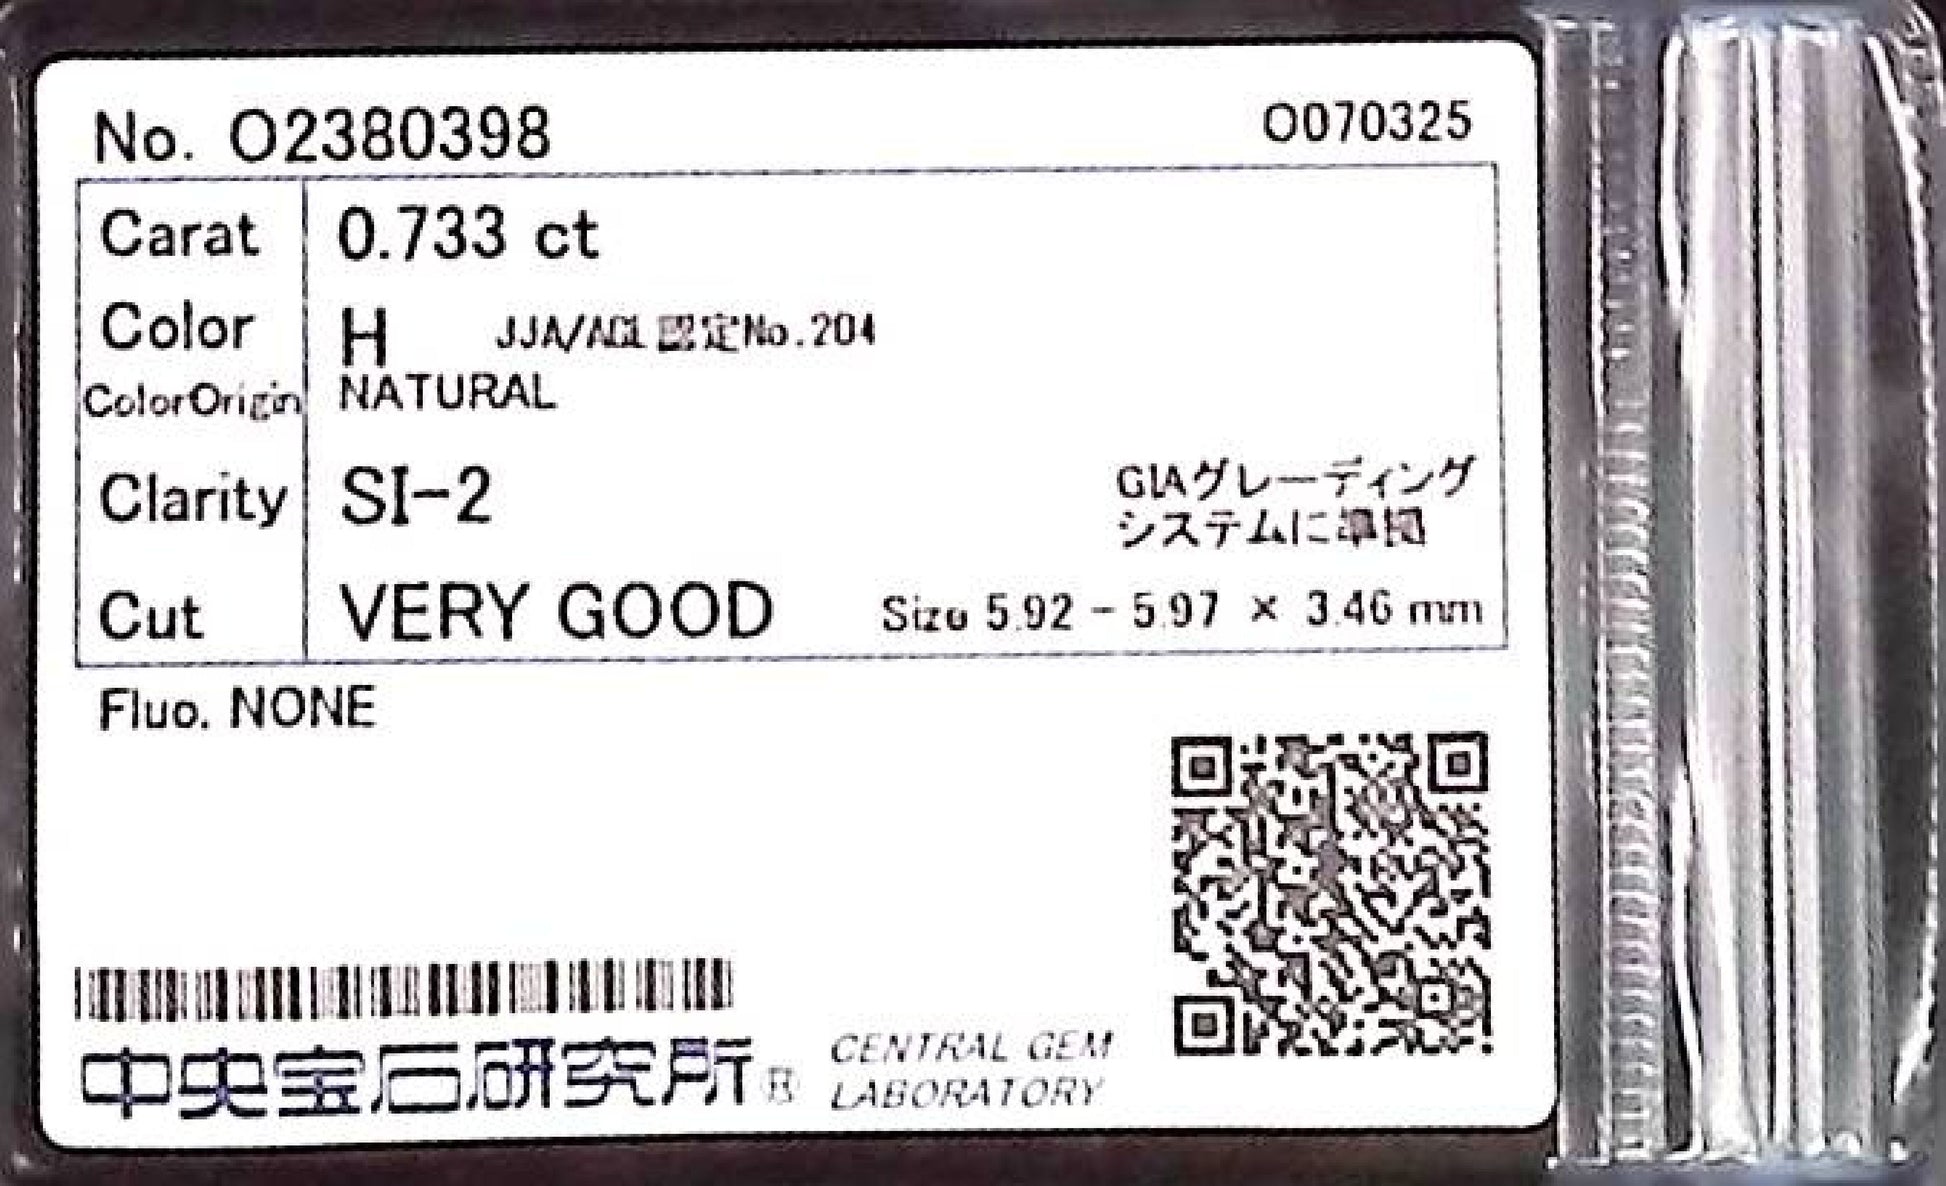 No. O2380398 O070325
Carat 0.733 ct
Color H JJA/AGL認定No.204
ColorOrigin NATURAL
Clarity SI-2 GIAグレーディング
システムに準拠
Cut VERY GOOD Size 5.92 - 5.97 × 3.46 mm
Fluo. NONE
中央宝石研究所® CENTRAL GEM
LABORATORY